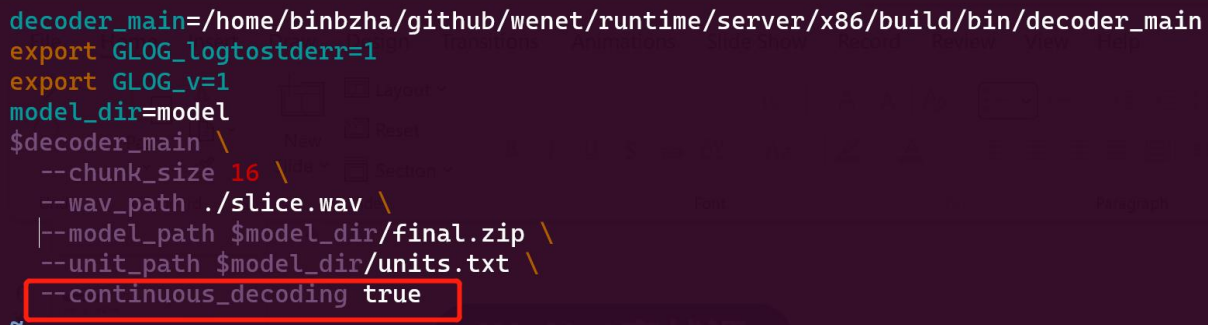 decoder_main=/home/binbzha/github/wenet/runtime/server/x86/build/bin/decoder_main
export GLOG_logtostderr=1
export GLOG_v=1
model_dir=model
$decoder_main \
--chunk_size 16 \
--wav_path ./slice.wav \
--model_path $model_dir/final.zip \
--unit_path $model_dir/units.txt \
--continuous_decoding true
~